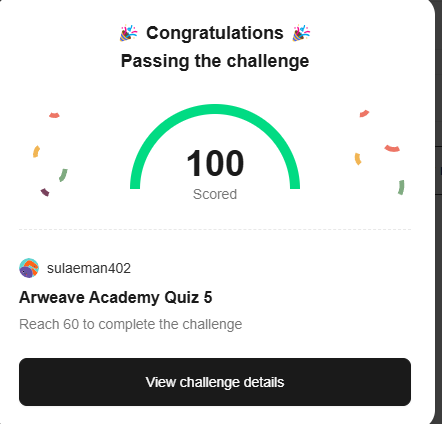 🎉 Congratulations 🎉
Passing the challenge
100
Scored
sulaeman402
Arweave Academy Quiz 5
Reach 60 to complete the challenge
View challenge details